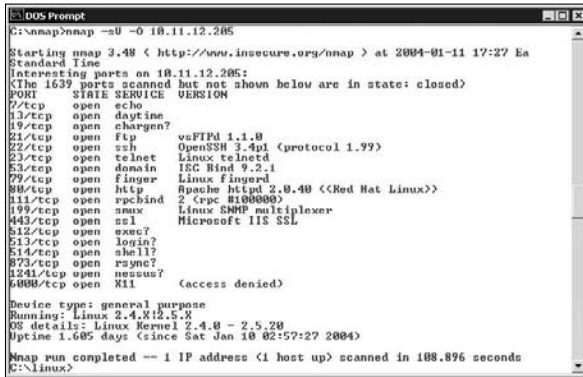 DOS Prompt
C:\nmap>nmap -sV -O 10.11.12.205
Starting nmap 3.48 ( http://www.insecure.org/nmap ) at 2004-01-11 17:27 Ea
Standard Time
Interesting ports on 10.11.12.205:
(The 1639 ports scanned but not shown below are in state: closed)
PORT STATE SERVICE VERSION
7/tcp open echo
13/tcp open daytime
19/tcp open chargen?
21/tcp open ftp vsFTPd 1.1.0
22/tcp open ssh OpenSSH 3.4p1 (protocol 1.99)
23/tcp open telnet Linux telnetd
53/tcp open domain ISC Bind 9.2.1
79/tcp open finger Linux fingerd
80/tcp open http Apache httpd 2.0.40 ((Red Hat Linux))
111/tcp open rpcbind 2 (rpc #100000)
199/tcp open smux Linux SNMP multiplexer
443/tcp open ssl Microsoft IIS SSL
512/tcp open exec?
513/tcp open login?
514/tcp open shell?
873/tcp open rsync?
1241/tcp open nessus?
6000/tcp open X11 (access denied)
Device type: general purpose
Running: Linux 2.4.X|2.5.X
OS details: Linux Kernel 2.4.0 - 2.5.20
Uptime 1.605 days (since Sat Jan 10 02:57:27 2004)
Nmap run completed -- 1 IP address (1 host up) scanned in 108.896 seconds
C:\linux>